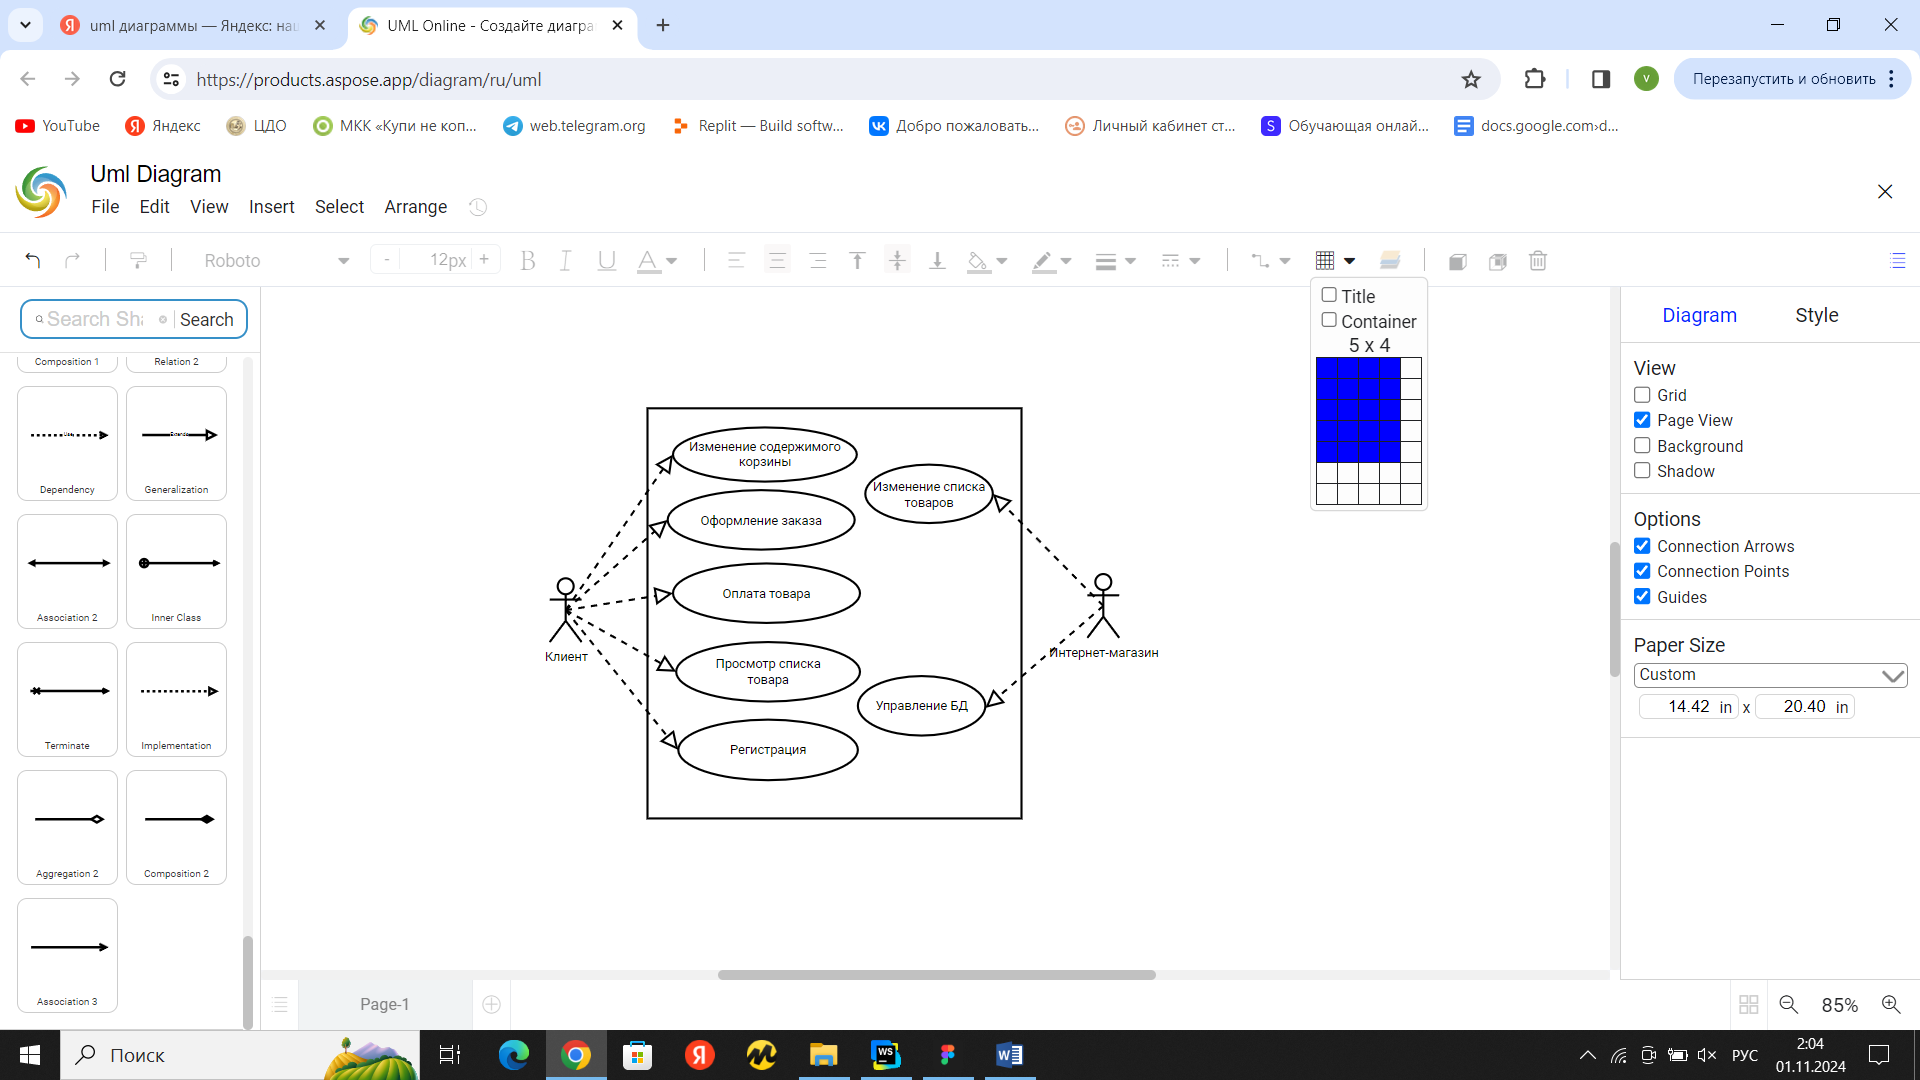 uml диаграммы — Яндекс: на
UML Online - Создайте диагра
https://products.aspose.app/diagram/ru/uml
V
Перезапустить и обновить
YouTube
Яндекс
ЦДО
МКК «Купи не коп...
web.telegram.org
Replit — Build softw...
Добро пожаловать...
Личный кабинет ст...
Обучающая онлай...
docs.google.com›d...
Uml Diagram
File
Edit
View
Insert
Select
Arrange
Roboto
- 12px +
B
I
U
A
Title
Container
5 x 4
Search Sha
Search
Composition 1
Relation 2
Dependency
Generalization
Association 2
Inner Class
Terminate
Implementation
Aggregation 2
Composition 2
Association 3
Изменение содержимого
корзины
Оформление заказа
Оплата товара
Просмотр списка
товара
Регистрация
Изменение списка
товаров
Управление БД
Клиент
Интернет-магазин
Diagram
Style
View
Grid
Page View
Background
Shadow
Options
Connection Arrows
Connection Points
Guides
Paper Size
Custom
14.42 in x 20.40 in
Page-1
85%
Поиск
WS
РУС
2:04
01.11.2024